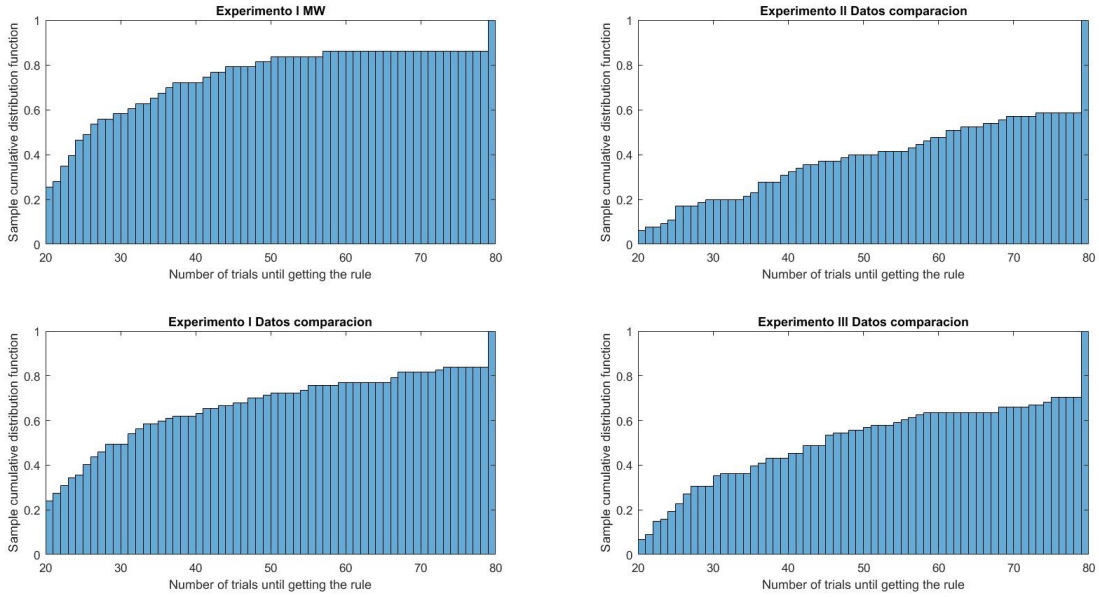 Experimento I MW
1
0.8
0.6
0.4
0.2
0
20 30 40 50 60 70 80
Sample cumulative distribution function
Number of trials until getting the rule
Experimento II Datos comparacion
1
0.8
0.6
0.4
0.2
0
20 30 40 50 60 70 80
Sample cumulative distribution function
Number of trials until getting the rule
Experimento I Datos comparacion
1
0.8
0.6
0.4
0.2
0
20 30 40 50 60 70 80
Sample cumulative distribution function
Number of trials until getting the rule
Experimento III Datos comparacion
1
0.8
0.6
0.4
0.2
0
20 30 40 50 60 70 80
Sample cumulative distribution function
Number of trials until getting the rule